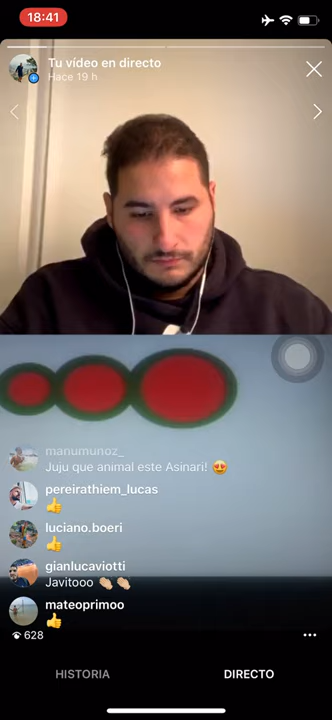 18:41
Tu vídeo en directo
Hace 19 h
manumunoz_
Juju que animal este Asinari! 😍
pereirathiem_lucas
👍
luciano.boeri
👍
gianlucaviotti
Javitooo 👏🏼👏🏼
mateoprimoo
👍
628
HISTORIA
DIRECTO